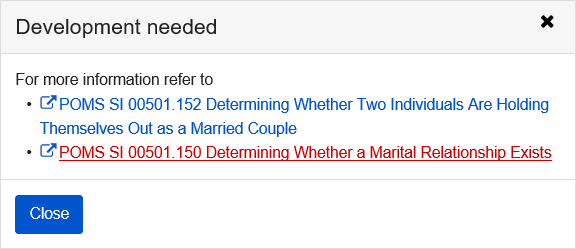 Development needed
For more information refer to
• POMS SI 00501.152 Determining Whether Two Individuals Are Holding
Themselves Out as a Married Couple
• POMS SI 00501.150 Determining Whether a Marital Relationship Exists
Close